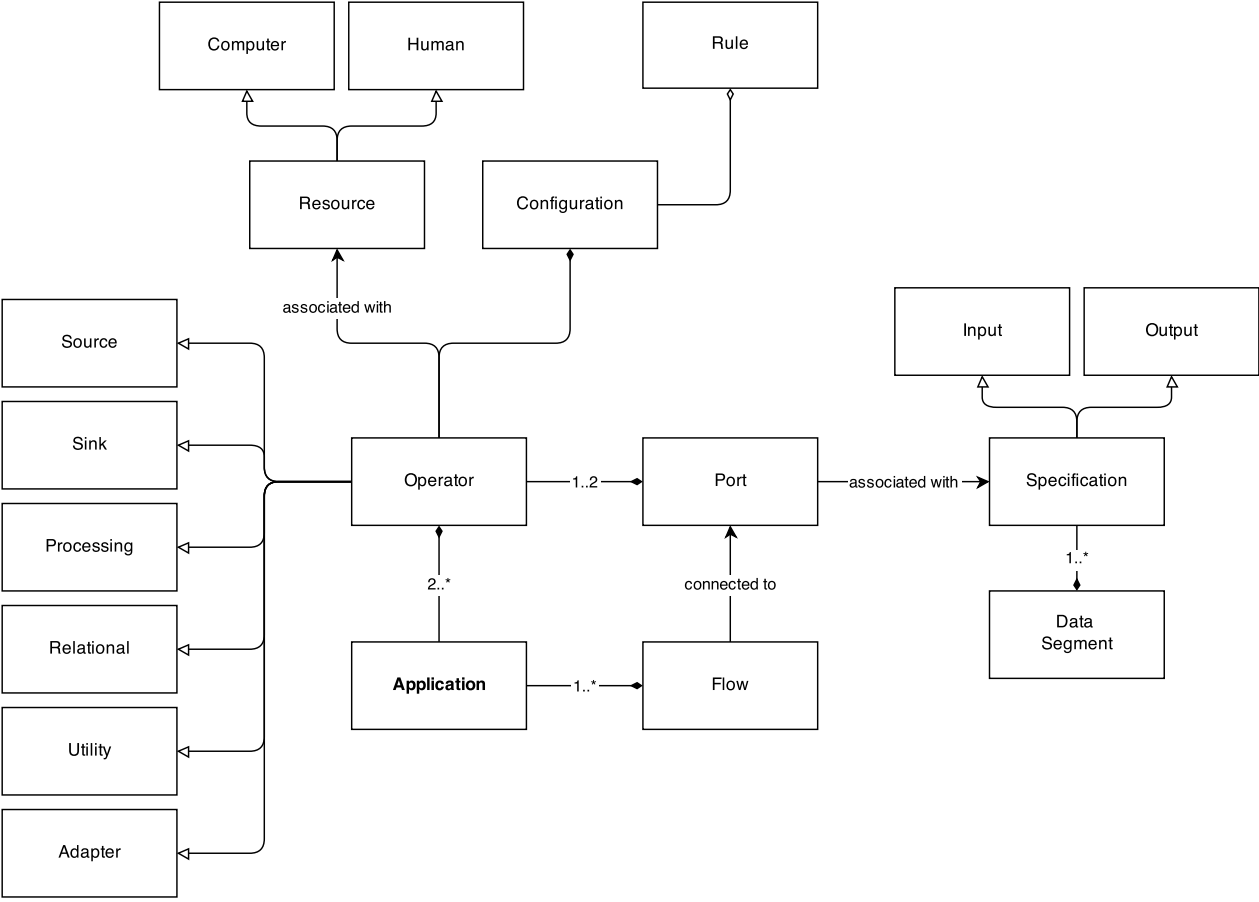 Computer
Human
Rule
Resource
Configuration
associated with
Source
Input
Output
Sink
Operator
1..2
Port
associated with
Specification
Processing
2..*
connected to
1..*
Data
Segment
Relational
Application
1..*
Flow
Utility
Adapter